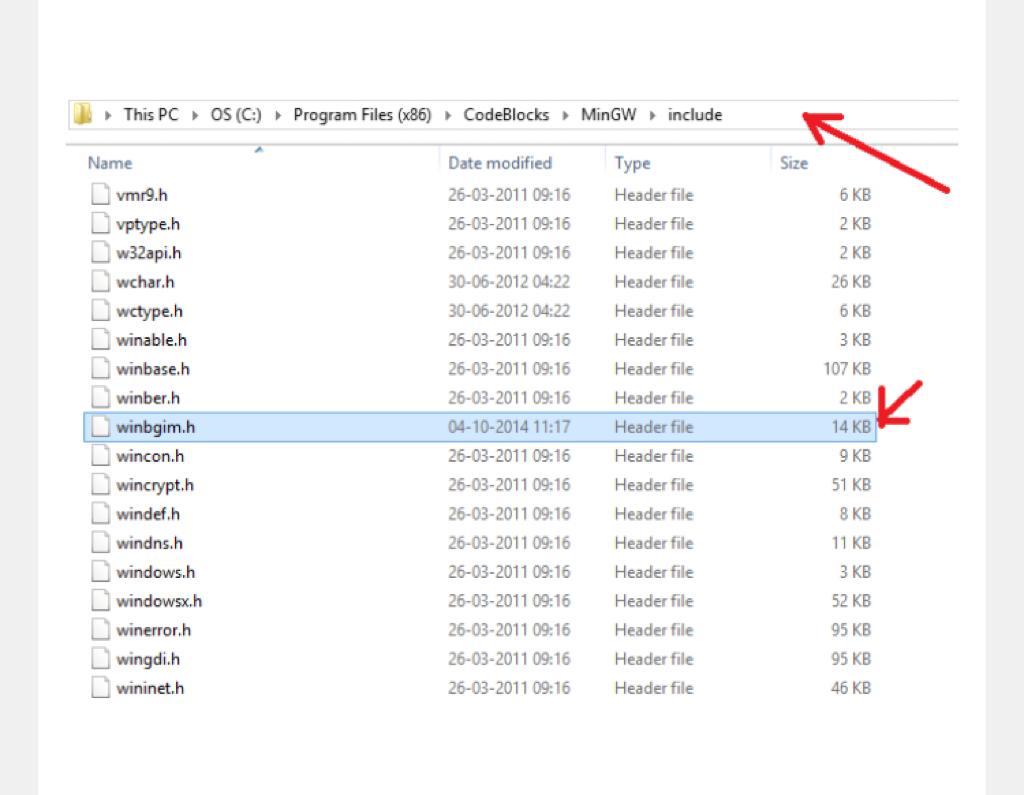 This PC OS (C:) Program Files (x86) CodeBlocks MinGW include
Name Date modified Type Size
vmr9.h 26-03-2011 09:16 Header file 6 KB
vptype.h 26-03-2011 09:16 Header file 2 KB
w32api.h 26-03-2011 09:16 Header file 2 KB
wchar.h 30-06-2012 04:22 Header file 26 KB
wctype.h 30-06-2012 04:22 Header file 6 KB
winable.h 26-03-2011 09:16 Header file 3 KB
winbase.h 26-03-2011 09:16 Header file 107 KB
winber.h 26-03-2011 09:16 Header file 2 KB
winbgim.h 04-10-2014 11:17 Header file 14 KB
wincon.h 26-03-2011 09:16 Header file 9 KB
wincrypt.h 26-03-2011 09:16 Header file 51 KB
windef.h 26-03-2011 09:16 Header file 8 KB
windns.h 26-03-2011 09:16 Header file 11 KB
windows.h 26-03-2011 09:16 Header file 3 KB
windowsx.h 26-03-2011 09:16 Header file 52 KB
winerror.h 26-03-2011 09:16 Header file 95 KB
wingdi.h 26-03-2011 09:16 Header file 95 KB
wininet.h 26-03-2011 09:16 Header file 46 KB